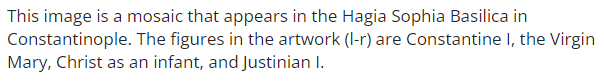 This image is a mosaic that appears in the Hagia Sophia Basilica in
Constantinople. The figures in the artwork (l-r) are Constantine I, the Virgin
Mary, Christ as an infant, and Justinian I.